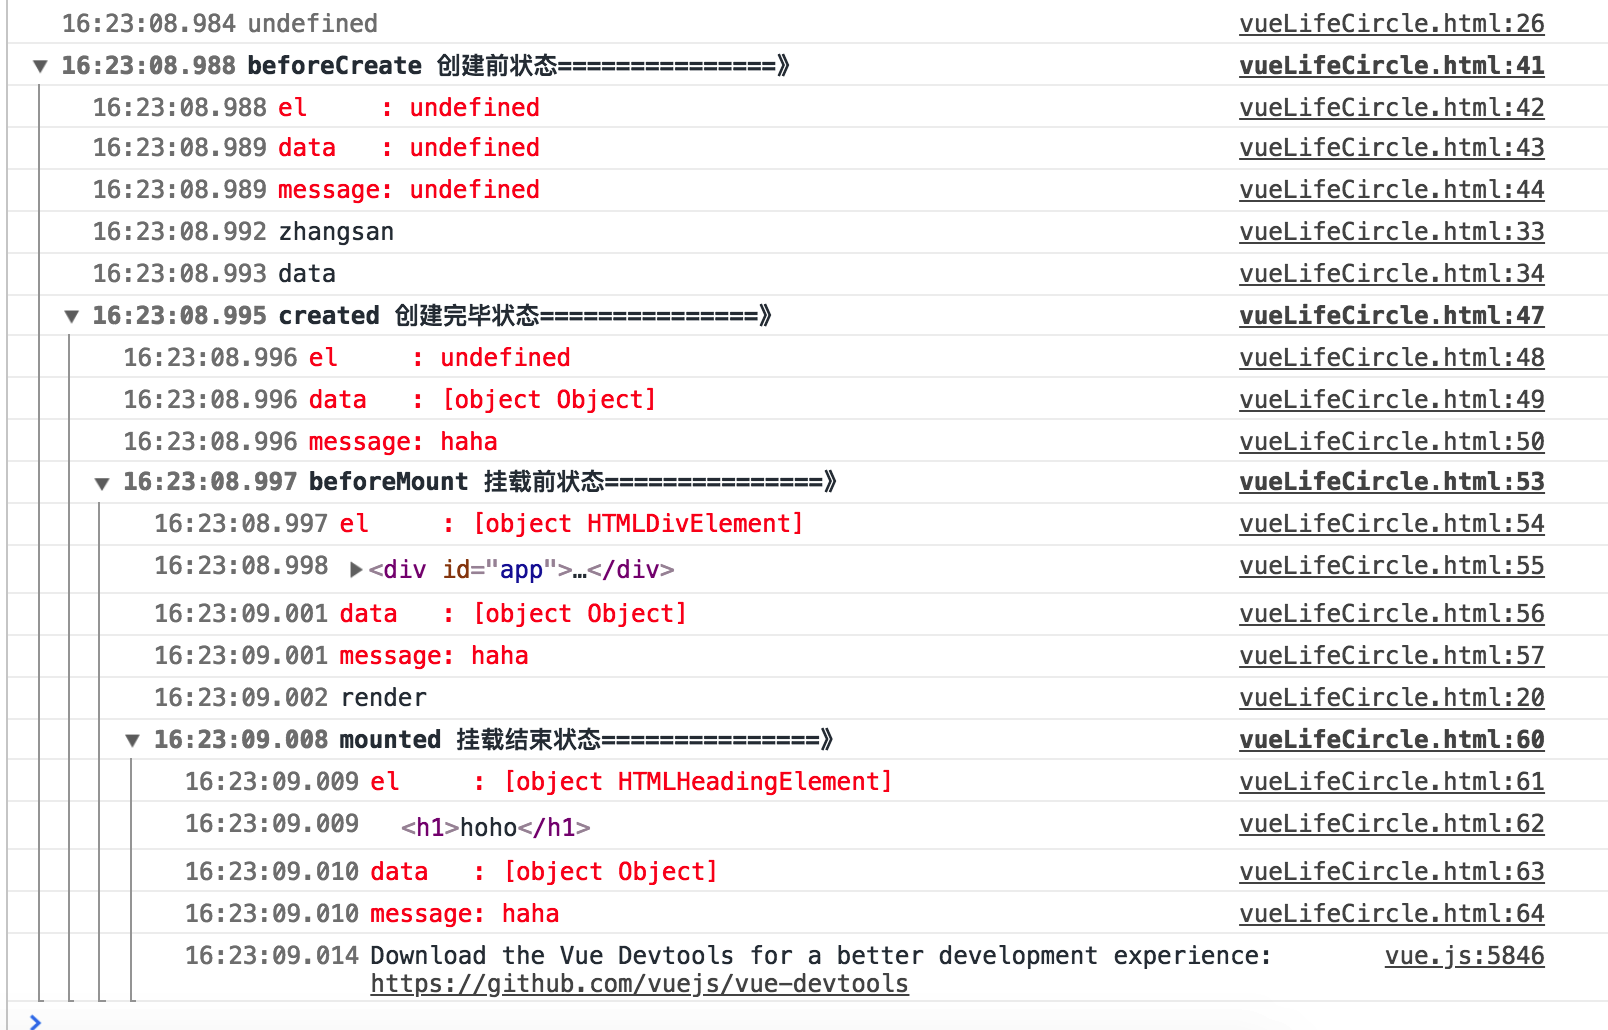 16:23:08.984 undefined vueLifeCircle.html:26
▼ 16:23:08.988 beforeCreate 创建前状态===============》 vueLifeCircle.html:41
16:23:08.988 el     : undefined vueLifeCircle.html:42
16:23:08.989 data   : undefined vueLifeCircle.html:43
16:23:08.989 message: undefined vueLifeCircle.html:44
16:23:08.992 zhangsan vueLifeCircle.html:33
16:23:08.993 data vueLifeCircle.html:34
▼ 16:23:08.995 created 创建完毕状态===============》 vueLifeCircle.html:47
16:23:08.996 el     : undefined vueLifeCircle.html:48
16:23:08.996 data   : [object Object] vueLifeCircle.html:49
16:23:08.996 message: haha vueLifeCircle.html:50
▼ 16:23:08.997 beforeMount 挂载前状态===============》 vueLifeCircle.html:53
16:23:08.997 el     : [object HTMLDivElement] vueLifeCircle.html:54
16:23:08.998 ▶<div id="app">…</div> vueLifeCircle.html:55
16:23:09.001 data   : [object Object] vueLifeCircle.html:56
16:23:09.001 message: haha vueLifeCircle.html:57
16:23:09.002 render vueLifeCircle.html:20
▼ 16:23:09.008 mounted 挂载结束状态===============》 vueLifeCircle.html:60
16:23:09.009 el     : [object HTMLHeadingElement] vueLifeCircle.html:61
16:23:09.009 <h1>hoho</h1> vueLifeCircle.html:62
16:23:09.010 data   : [object Object] vueLifeCircle.html:63
16:23:09.010 message: haha vueLifeCircle.html:64
16:23:09.014 Download the Vue Devtools for a better development experience: vue.js:5846
https://github.com/vuejs/vue-devtools